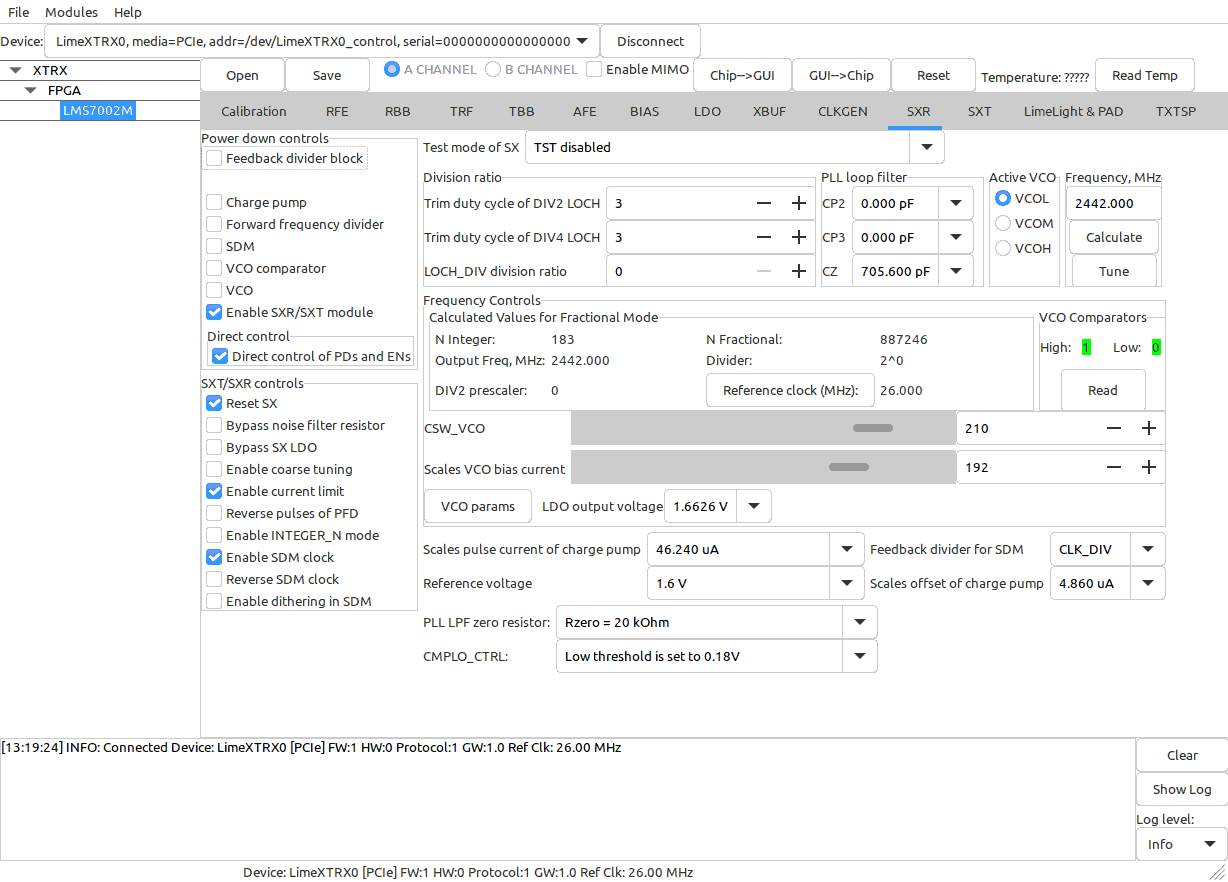 File Modules Help
Device: LimeXTRX0, media=PCIe, addr=/dev/LimeXTRX0_control, serial=0000000000000000 Disconnect
XTRX
FPGA
LMS7002M
Open Save A CHANNEL B CHANNEL Enable MIMO Chip-->GUI GUI-->Chip Reset Temperature: ????? Read Temp
Calibration RFE RBB TRF TBB AFE BIAS LDO XBUF CLKGEN SXR SXT LimeLight & PAD TXTSP
Power down controls
Feedback divider block
Charge pump
Forward frequency divider
SDM
VCO comparator
VCO
Enable SXR/SXT module
Direct control
Direct control of PDs and ENs
SXT/SXR controls
Reset SX
Bypass noise filter resistor
Bypass SX LDO
Enable coarse tuning
Enable current limit
Reverse pulses of PFD
Enable INTEGER_N mode
Enable SDM clock
Reverse SDM clock
Enable dithering in SDM
Test mode of SX TST disabled
Division ratio
Trim duty cycle of DIV2 LOCH 3
Trim duty cycle of DIV4 LOCH 3
LOCH_DIV division ratio 0
PLL loop filter
CP2 0.000 pF
CP3 0.000 pF
CZ 705.600 pF
Active VCO
VCOL
VCOM
VCOH
Frequency, MHz
2442.000
Calculate
Tune
Frequency Controls
Calculated Values for Fractional Mode
N Integer: 183 N Fractional: 887246
Output Freq, MHz: 2442.000 Divider: 2^0
DIV2 prescaler: 0 Reference clock (MHz): 26.000
VCO Comparators
High: 1 Low: 0
Read
CSW_VCO 210
Scales VCO bias current 192
VCO params LDO output voltage 1.6626 V
Scales pulse current of charge pump 46.240 uA Feedback divider for SDM CLK_DIV
Reference voltage 1.6 V Scales offset of charge pump 4.860 uA
PLL LPF zero resistor: Rzero = 20 kOhm
CMPLO_CTRL: Low threshold is set to 0.18V
[13:19:24] INFO: Connected Device: LimeXTRX0 [PCIe] FW:1 HW:0 Protocol:1 GW:1.0 Ref Clk: 26.00 MHz
Clear
Show Log
Log level:
Info
Device: LimeXTRX0 [PCIe] FW:1 HW:0 Protocol:1 GW:1.0 Ref Clk: 26.00 MHz